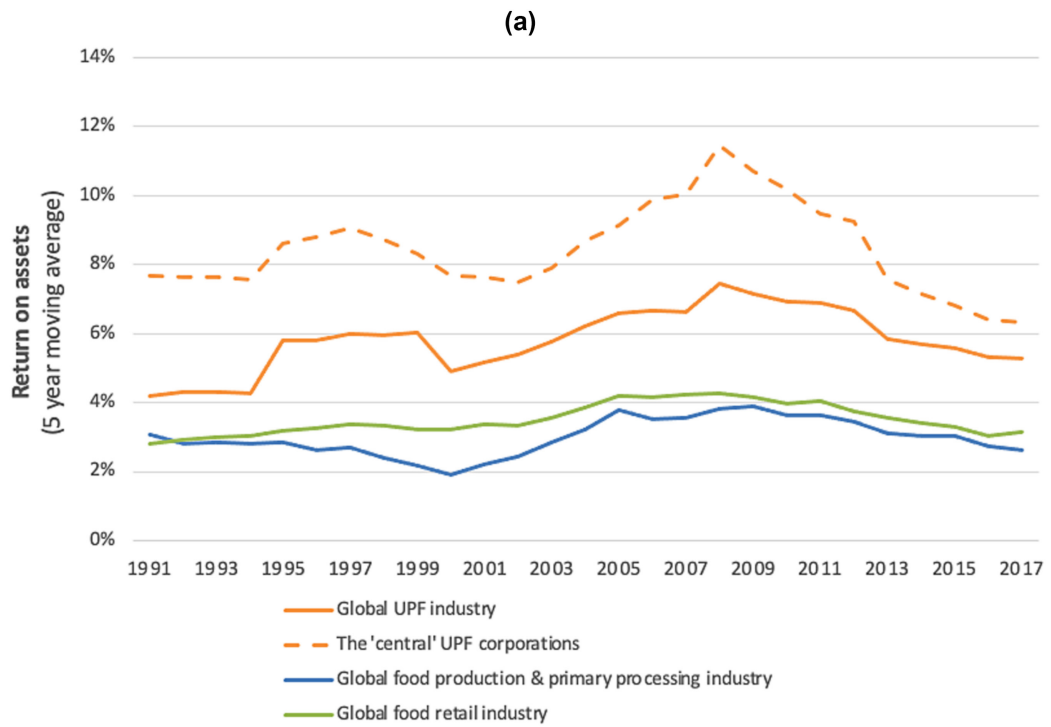 (a)
14%
12%
10%
8%
6%
4%
2%
0%
Return on assets
(5 year moving average)
1991 1993 1995 1997 1999 2001 2003 2005 2007 2009 2011 2013 2015 2017
Global UPF industry
The 'central' UPF corporations
Global food production & primary processing industry
Global food retail industry